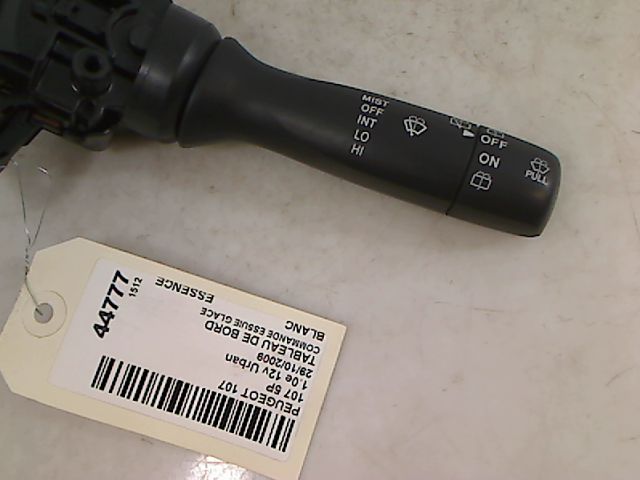 MIST
OFF
INT
LO
HI
OFF
ON
PULL
PEUGEOT 107
107 5P
1.0e 12v Urban
29/10/2009
TABLEAU DE BORD
COMMANDE ESSUIE GLACE
BLANC
ESSENCE
44777
1512